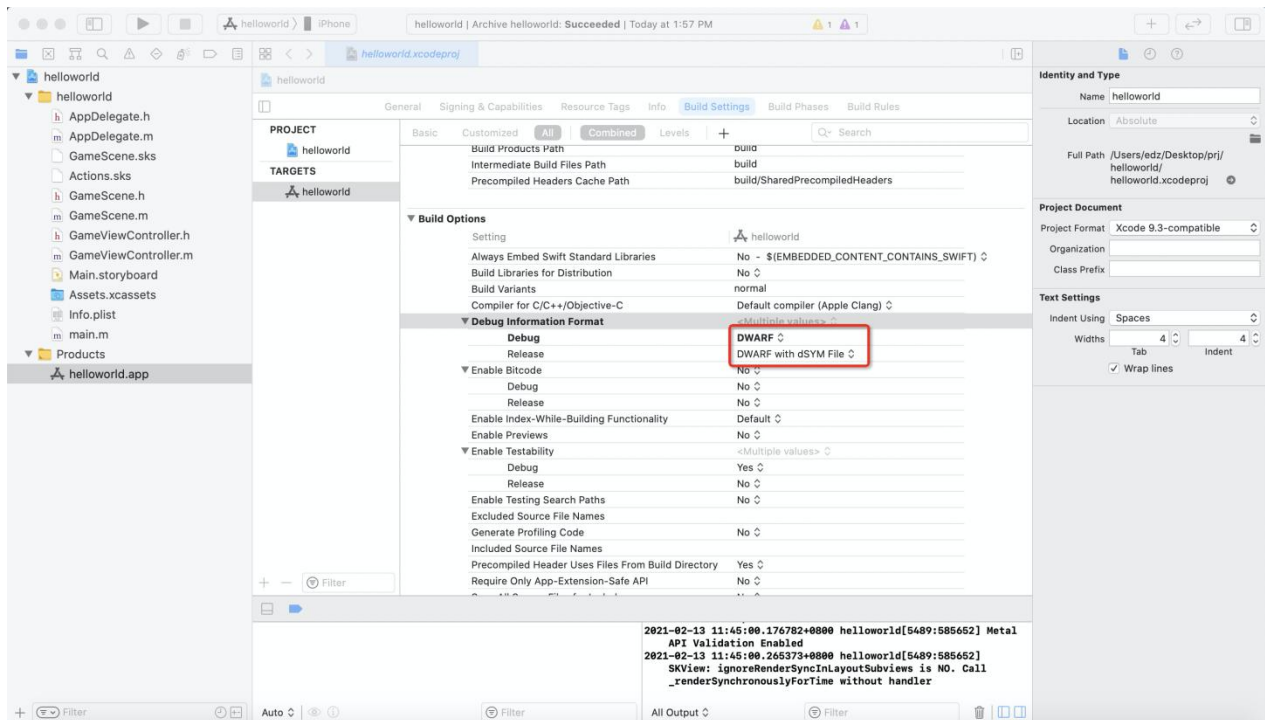 helloworld
iPhone
helloworld | Archive helloworld: Succeeded | Today at 1:57 PM
1
1
helloworld.xcodeproj
helloworld
helloworld
AppDelegate.h
AppDelegate.m
GameScene.sks
Actions.sks
GameScene.h
GameScene.m
GameViewController.h
GameViewController.m
Main.storyboard
Assets.xcassets
Info.plist
main.m
Products
helloworld.app
Filter
helloworld
General Signing & Capabilities Resource Tags Info Build Settings Build Phases Build Rules
PROJECT
helloworld
TARGETS
helloworld
Filter
Basic Customized All Combined Levels + Search
Build Products Path build
Intermediate Build Files Path build
Precompiled Headers Cache Path build/SharedPrecompiledHeaders
Build Options
Setting helloworld
Always Embed Swift Standard Libraries No - $(EMBEDDED_CONTENT_CONTAINS_SWIFT)
Build Libraries for Distribution No
Build Variants normal
Compiler for C/C++/Objective-C Default compiler (Apple Clang)
Debug Information Format <Multiple values>
Debug DWARF
Release DWARF with dSYM File
Enable Bitcode No
Debug No
Release No
Enable Index-While-Building Functionality Default
Enable Previews No
Enable Testability <Multiple values>
Debug Yes
Release No
Enable Testing Search Paths No
Excluded Source File Names
Generate Profiling Code No
Included Source File Names
Precompiled Header Uses Files From Build Directory Yes
Require Only App-Extension-Safe API No
2021-02-13 11:45:00.176782+0800 helloworld[5489:585652] Metal
API Validation Enabled
2021-02-13 11:45:00.265373+0800 helloworld[5489:585652]
SKView: ignoreRenderSyncInLayoutSubviews is NO. Call
_renderSynchronouslyForTime without handler
Auto
Filter
All Output
Filter
Identity and Type
Name helloworld
Location Absolute
Full Path /Users/edz/Desktop/prj/
helloworld/
helloworld.xcodeproj
Project Document
Project Format Xcode 9.3-compatible
Organization
Class Prefix
Text Settings
Indent Using Spaces
Widths 4 4
Tab Indent
Wrap lines